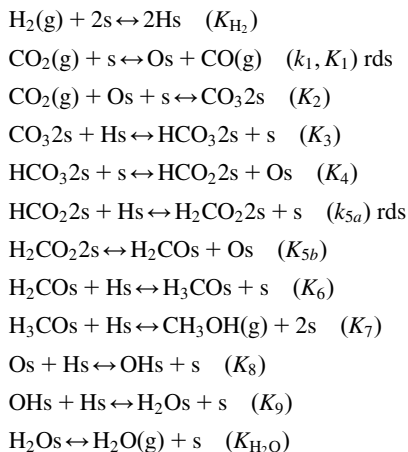 H₂(g) + 2s↔2Hs (K_H₂)
CO₂(g) + s↔Os + CO(g) (k₁, K₁) rds
CO₂(g) + Os + s↔CO₃2s (K₂)
CO₃2s + Hs↔HCO₃2s + s (K₃)
HCO₃2s + s↔HCO₂2s + Os (K₄)
HCO₂2s + Hs↔H₂CO₂2s + s (k₅ₐ) rds
H₂CO₂2s↔H₂COs + Os (K_5b)
H₂COs + Hs↔H₃COs + s (K₆)
H₃COs + Hs↔CH₃OH(g) + 2s (K₇)
Os + Hs↔OHs + s (K₈)
OHs + Hs↔H₂Os + s (K₉)
H₂Os↔H₂O(g) + s (K_H₂O)